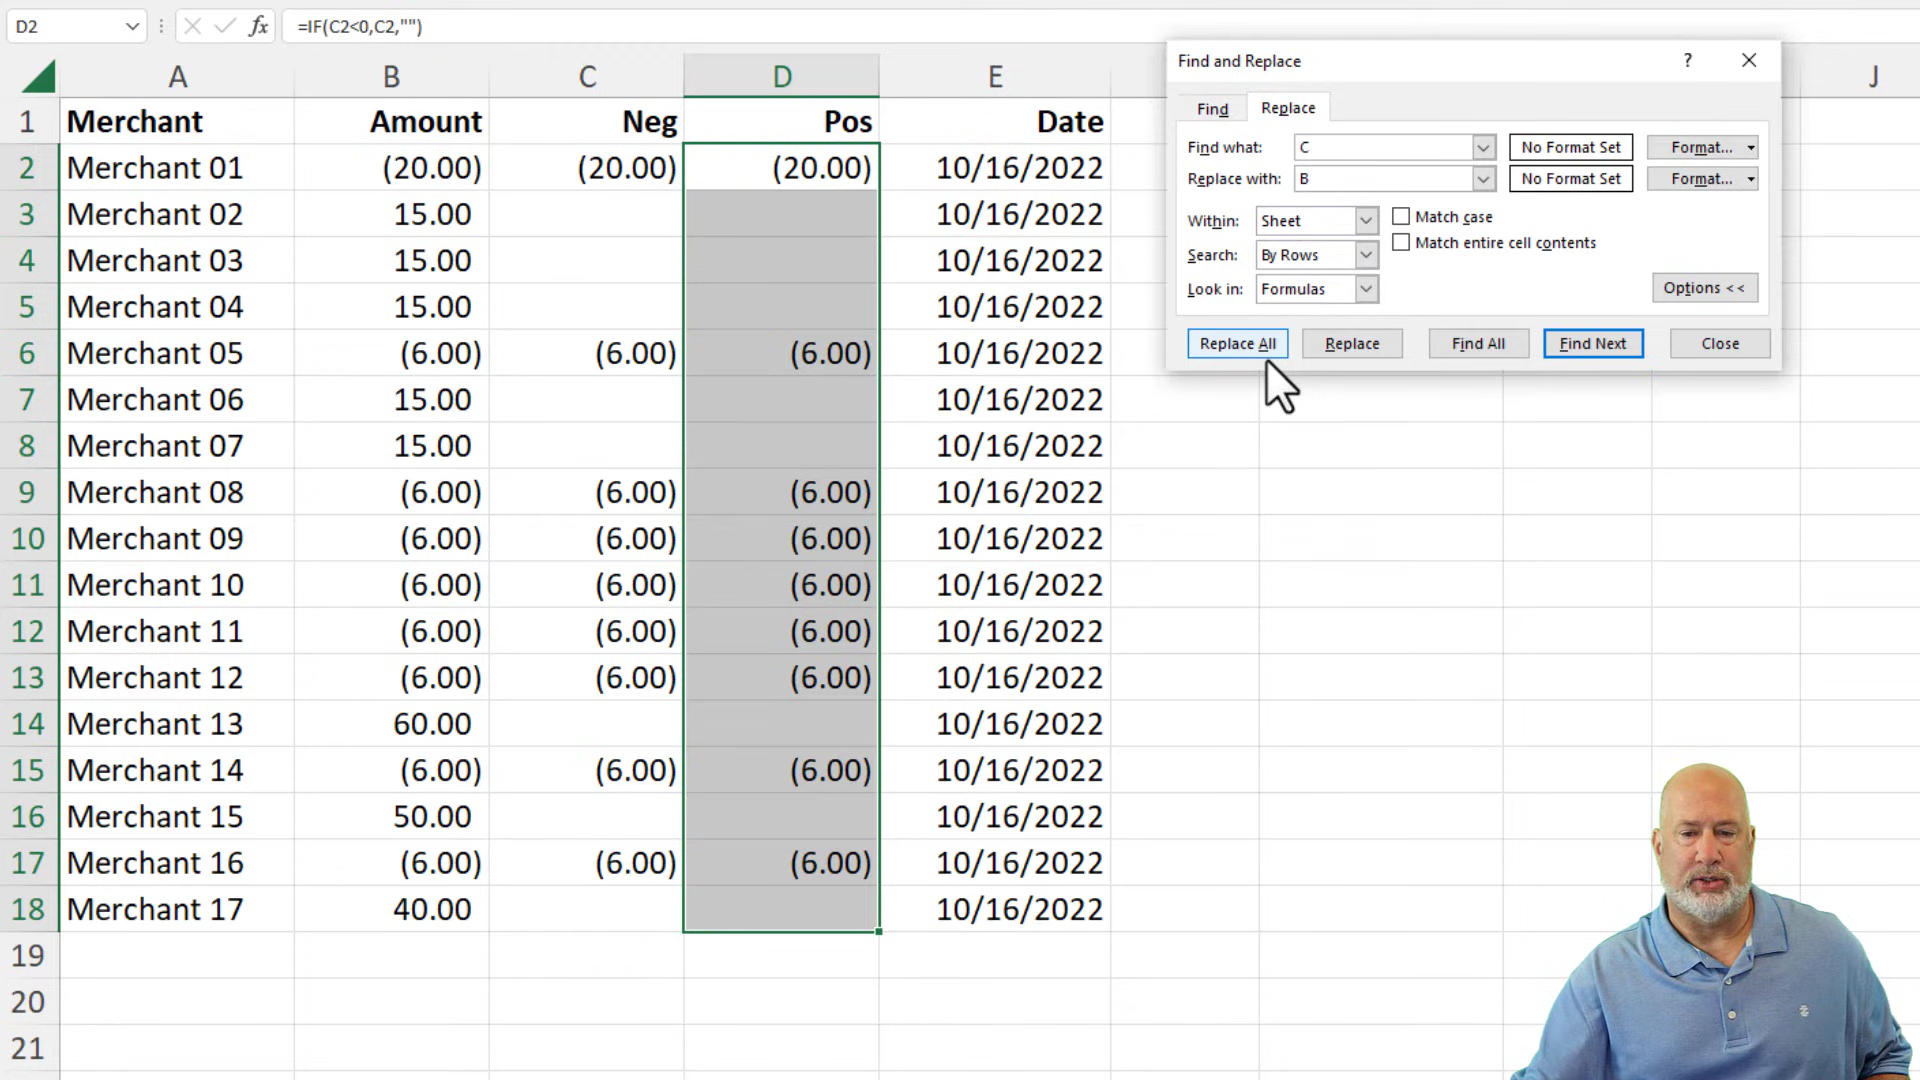 D2 fx =IF(C2<0,C2,"")
A B C D E J
1 Merchant Amount Neg Pos Date
2 Merchant 01 (20.00) (20.00) (20.00) 10/16/2022
3 Merchant 02 15.00 10/16/2022
4 Merchant 03 15.00 10/16/2022
5 Merchant 04 15.00 10/16/2022
6 Merchant 05 (6.00) (6.00) (6.00) 10/16/2022
7 Merchant 06 15.00 10/16/2022
8 Merchant 07 15.00 10/16/2022
9 Merchant 08 (6.00) (6.00) (6.00) 10/16/2022
10 Merchant 09 (6.00) (6.00) (6.00) 10/16/2022
11 Merchant 10 (6.00) (6.00) (6.00) 10/16/2022
12 Merchant 11 (6.00) (6.00) (6.00) 10/16/2022
13 Merchant 12 (6.00) (6.00) (6.00) 10/16/2022
14 Merchant 13 60.00 10/16/2022
15 Merchant 14 (6.00) (6.00) (6.00) 10/16/2022
16 Merchant 15 50.00 10/16/2022
17 Merchant 16 (6.00) (6.00) (6.00) 10/16/2022
18 Merchant 17 40.00 10/16/2022
19
20
21
Find and Replace ?
Find Replace
Find what: C No Format Set Format...
Replace with: B No Format Set Format...
Within: Sheet Match case
Match entire cell contents
Search: By Rows
Look in: Formulas Options <<
Replace All Replace Find All Find Next Close